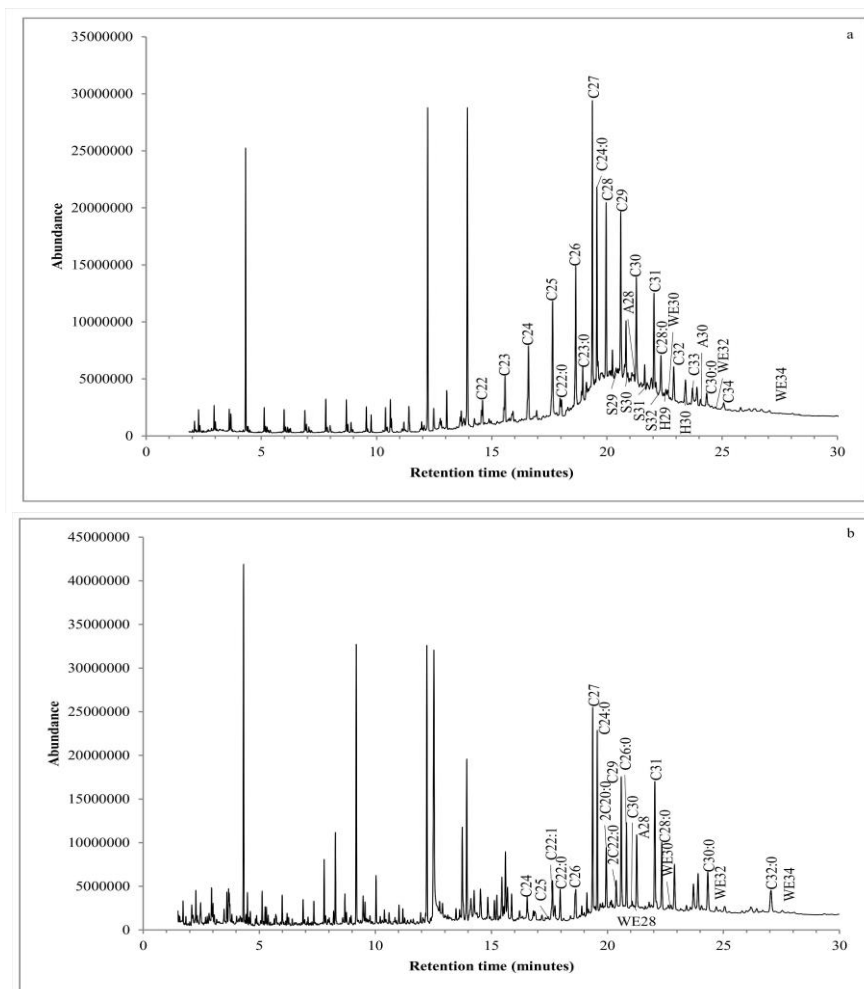 a
35000000
30000000
25000000
20000000
15000000
10000000
5000000
0
Abundance
0 5 10 15 20 25 30
Retention time (minutes)
C22
C23
C24
C25
C22:0
C26
C23:0
C27
C24:0
C28
C29
S29
S30
A28
C30
S31
S32
C31
C28:0
H29
WE30
C32
H30
C33
A30
C30:0
WE32
C34
WE34
b
45000000
40000000
35000000
30000000
25000000
20000000
15000000
10000000
5000000
0
Abundance
0 5 10 15 20 25 30
Retention time (minutes)
C24
C25
C22:1
C22:0
C26
C27
C24:0
2C20:0
2C22:0
C29
C26:0
WE28
C30
A28
C31
C28:0
WE30
C30:0
WE32
C32:0
WE34